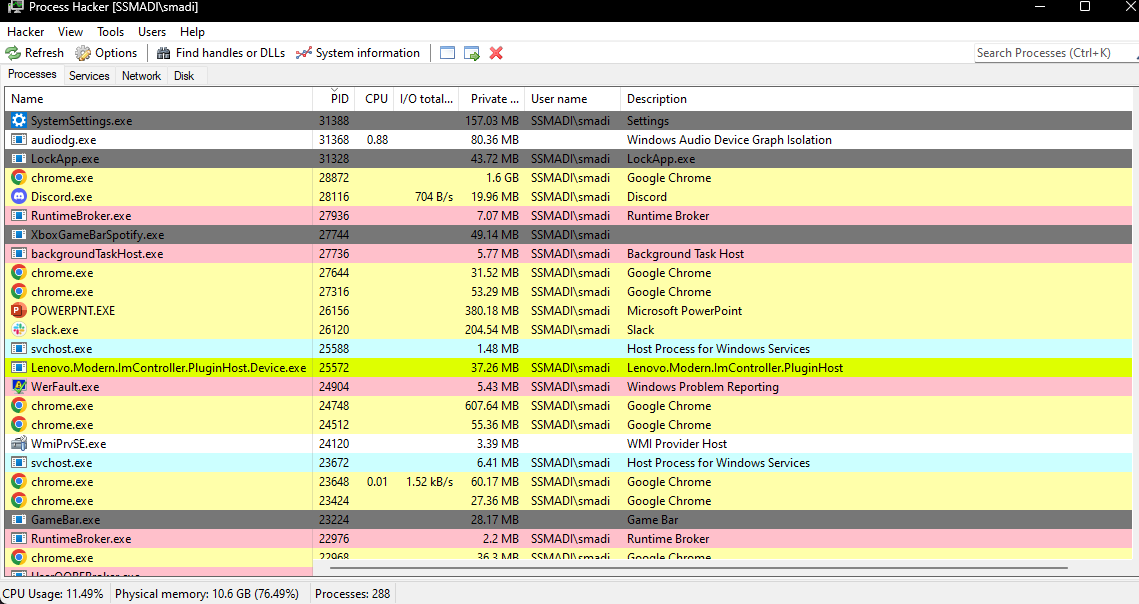 Process Hacker [SSMADI\smadi]
Hacker View Tools Users Help
Refresh Options Find handles or DLLs System information Search Processes (Ctrl+K)
Processes Services Network Disk
Name PID CPU I/O total... Private ... User name Description
SystemSettings.exe 31388 157.03 MB SSMADI\smadi Settings
audiodg.exe 31368 0.88 80.36 MB Windows Audio Device Graph Isolation
LockApp.exe 31328 43.72 MB SSMADI\smadi LockApp.exe
chrome.exe 28872 1.6 GB SSMADI\smadi Google Chrome
Discord.exe 28116 704 B/s 19.96 MB SSMADI\smadi Discord
RuntimeBroker.exe 27936 7.07 MB SSMADI\smadi Runtime Broker
XboxGameBarSpotify.exe 27744 49.14 MB SSMADI\smadi
backgroundTaskHost.exe 27736 5.77 MB SSMADI\smadi Background Task Host
chrome.exe 27644 31.52 MB SSMADI\smadi Google Chrome
chrome.exe 27316 53.29 MB SSMADI\smadi Google Chrome
POWERPNT.EXE 26156 380.18 MB SSMADI\smadi Microsoft PowerPoint
slack.exe 26120 204.54 MB SSMADI\smadi Slack
svchost.exe 25588 1.48 MB Host Process for Windows Services
Lenovo.Modern.ImController.PluginHost.Device.exe 25572 37.26 MB SSMADI\smadi Lenovo.Modern.ImController.PluginHost
WerFault.exe 24904 5.43 MB SSMADI\smadi Windows Problem Reporting
chrome.exe 24748 607.64 MB SSMADI\smadi Google Chrome
chrome.exe 24512 55.36 MB SSMADI\smadi Google Chrome
WmiPrvSE.exe 24120 3.39 MB WMI Provider Host
svchost.exe 23672 6.41 MB SSMADI\smadi Host Process for Windows Services
chrome.exe 23648 0.01 1.52 kB/s 60.17 MB SSMADI\smadi Google Chrome
chrome.exe 23424 27.36 MB SSMADI\smadi Google Chrome
GameBar.exe 23224 28.17 MB SSMADI\smadi Game Bar
RuntimeBroker.exe 22976 2.2 MB SSMADI\smadi Runtime Broker
chrome.exe 22968 36.3 MB SSMADI\smadi Google Chrome
UserOOBEBroker.exe
CPU Usage: 11.49% Physical memory: 10.6 GB (76.49%) Processes: 288